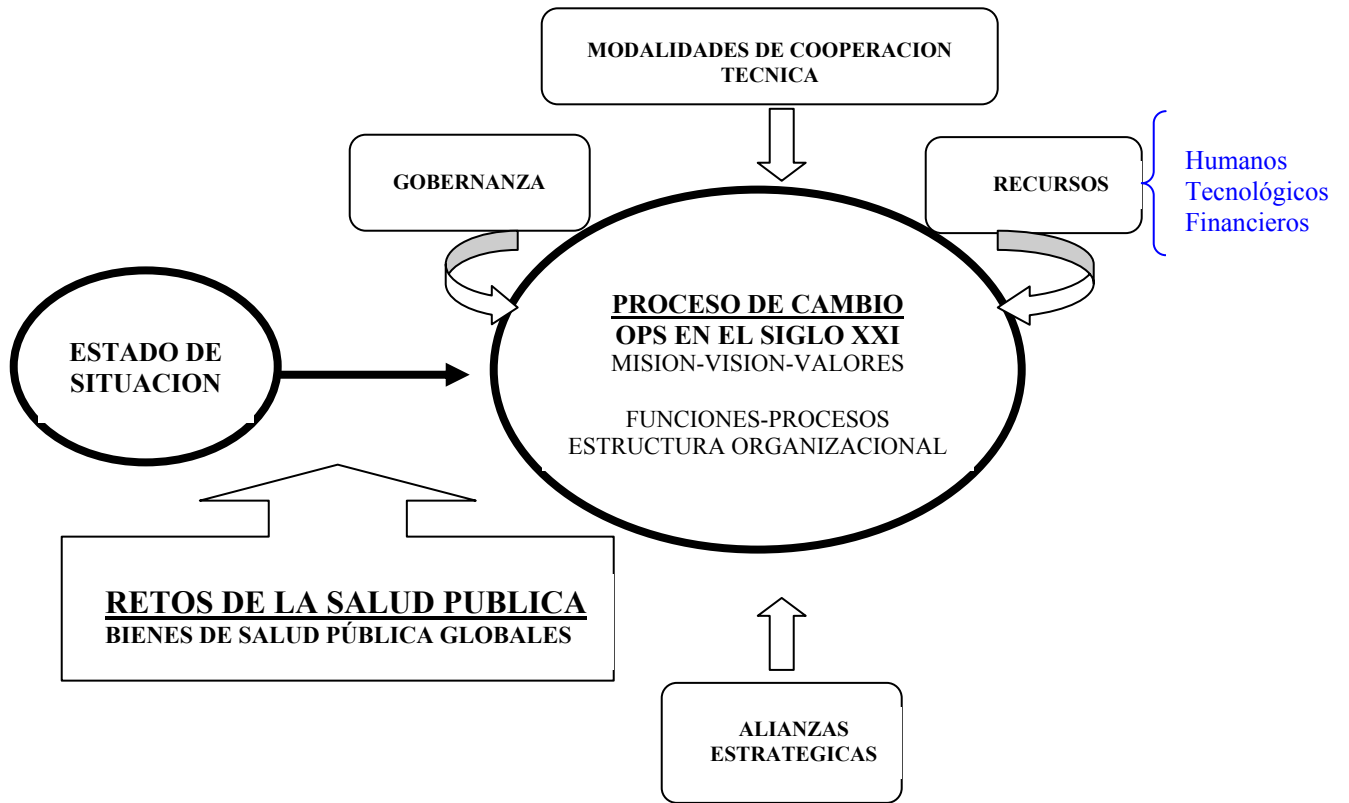 MODALIDADES DE COOPERACION
TECNICA
GOBERNANZA
RECURSOS
Humanos
Tecnológicos
Financieros
ESTADO DE
SITUACION
PROCESO DE CAMBIO
OPS EN EL SIGLO XXI
MISION-VISION-VALORES
FUNCIONES-PROCESOS
ESTRUCTURA ORGANIZACIONAL
RETOS DE LA SALUD PUBLICA
BIENES DE SALUD PÚBLICA GLOBALES
ALIANZAS
ESTRATEGICAS